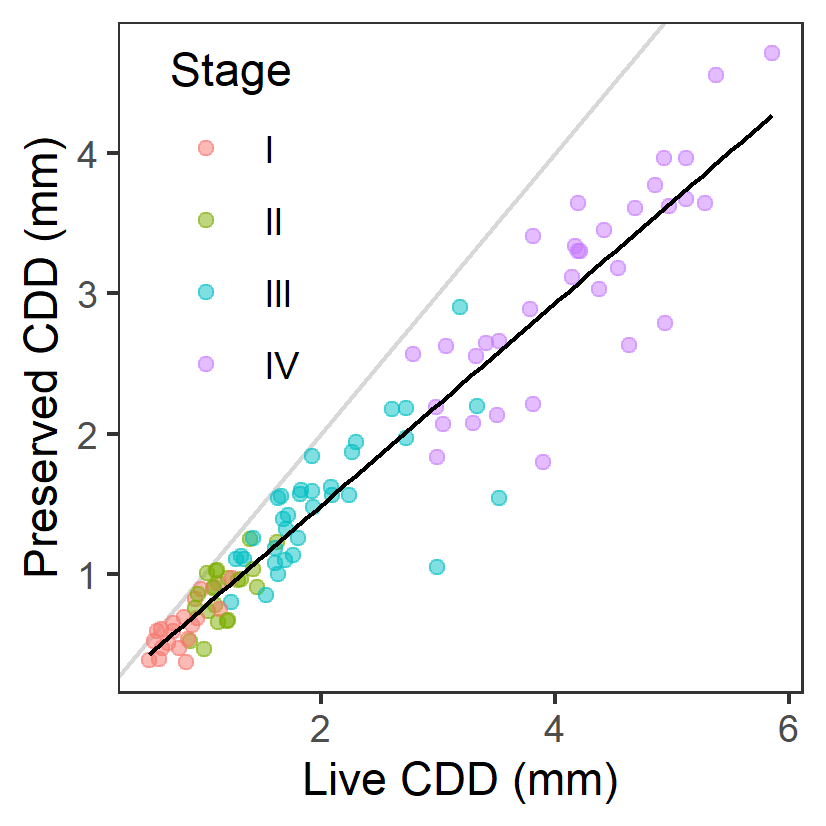 Stage
I
II
III
IV
Preserved CDD (mm)
4
3
2
1
2
4
6
Live CDD (mm)